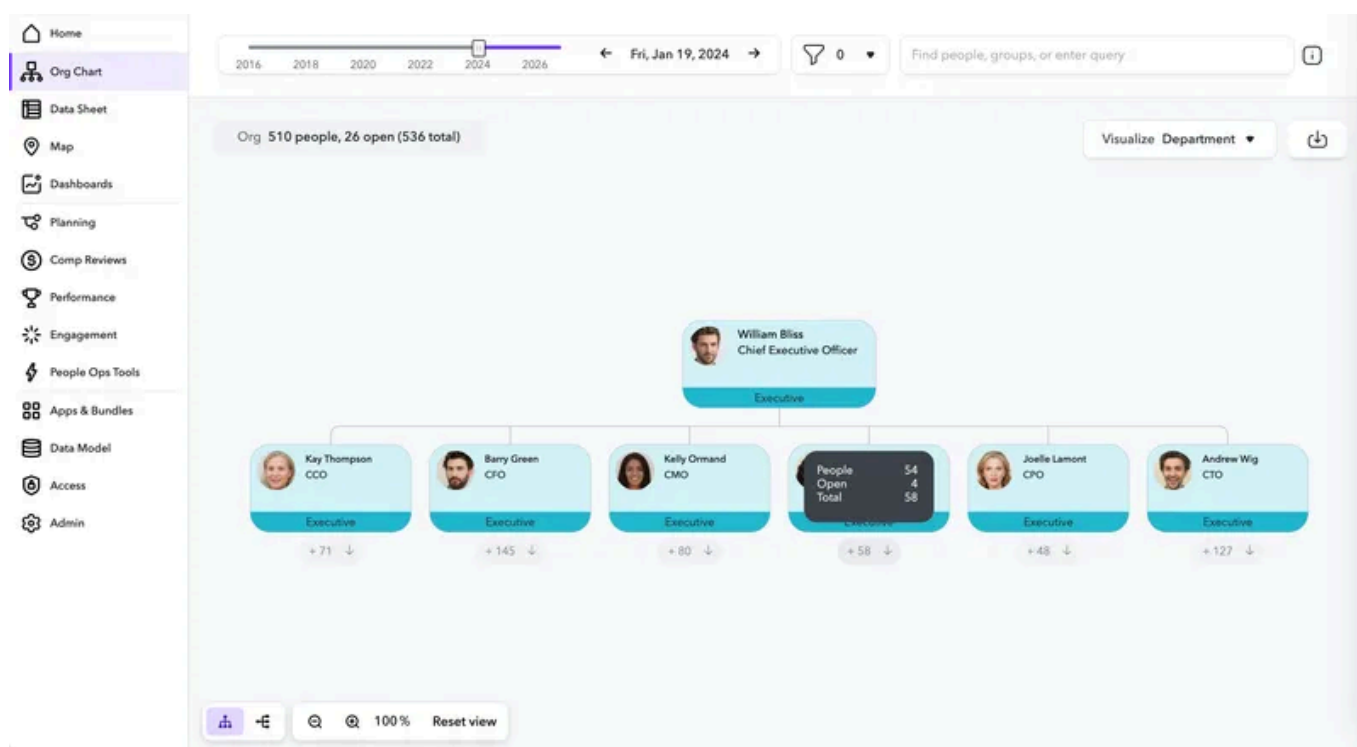 Home
Org Chart
Data Sheet
Map
Dashboards
Planning
Comp Reviews
Performance
Engagement
People Ops Tools
Apps & Bundles
Data Model
Access
Admin
2016 2018 2020 2022 2024 2026
Fri, Jan 19, 2024
0
Find people, groups, or enter query
Org 510 people, 26 open (536 total)
Visualize Department
William Bliss
Chief Executive Officer
Executive
Kay Thompson
CCO
Executive
+ 71
Barry Green
CFO
Executive
+ 145
Kelly Ormand
CMO
Executive
+ 80
People 54
Open 4
Total 58
Executive
+ 58
Joelle Lamont
CPO
Executive
+ 48
Andrew Wig
CTO
Executive
+ 127
100%
Reset view